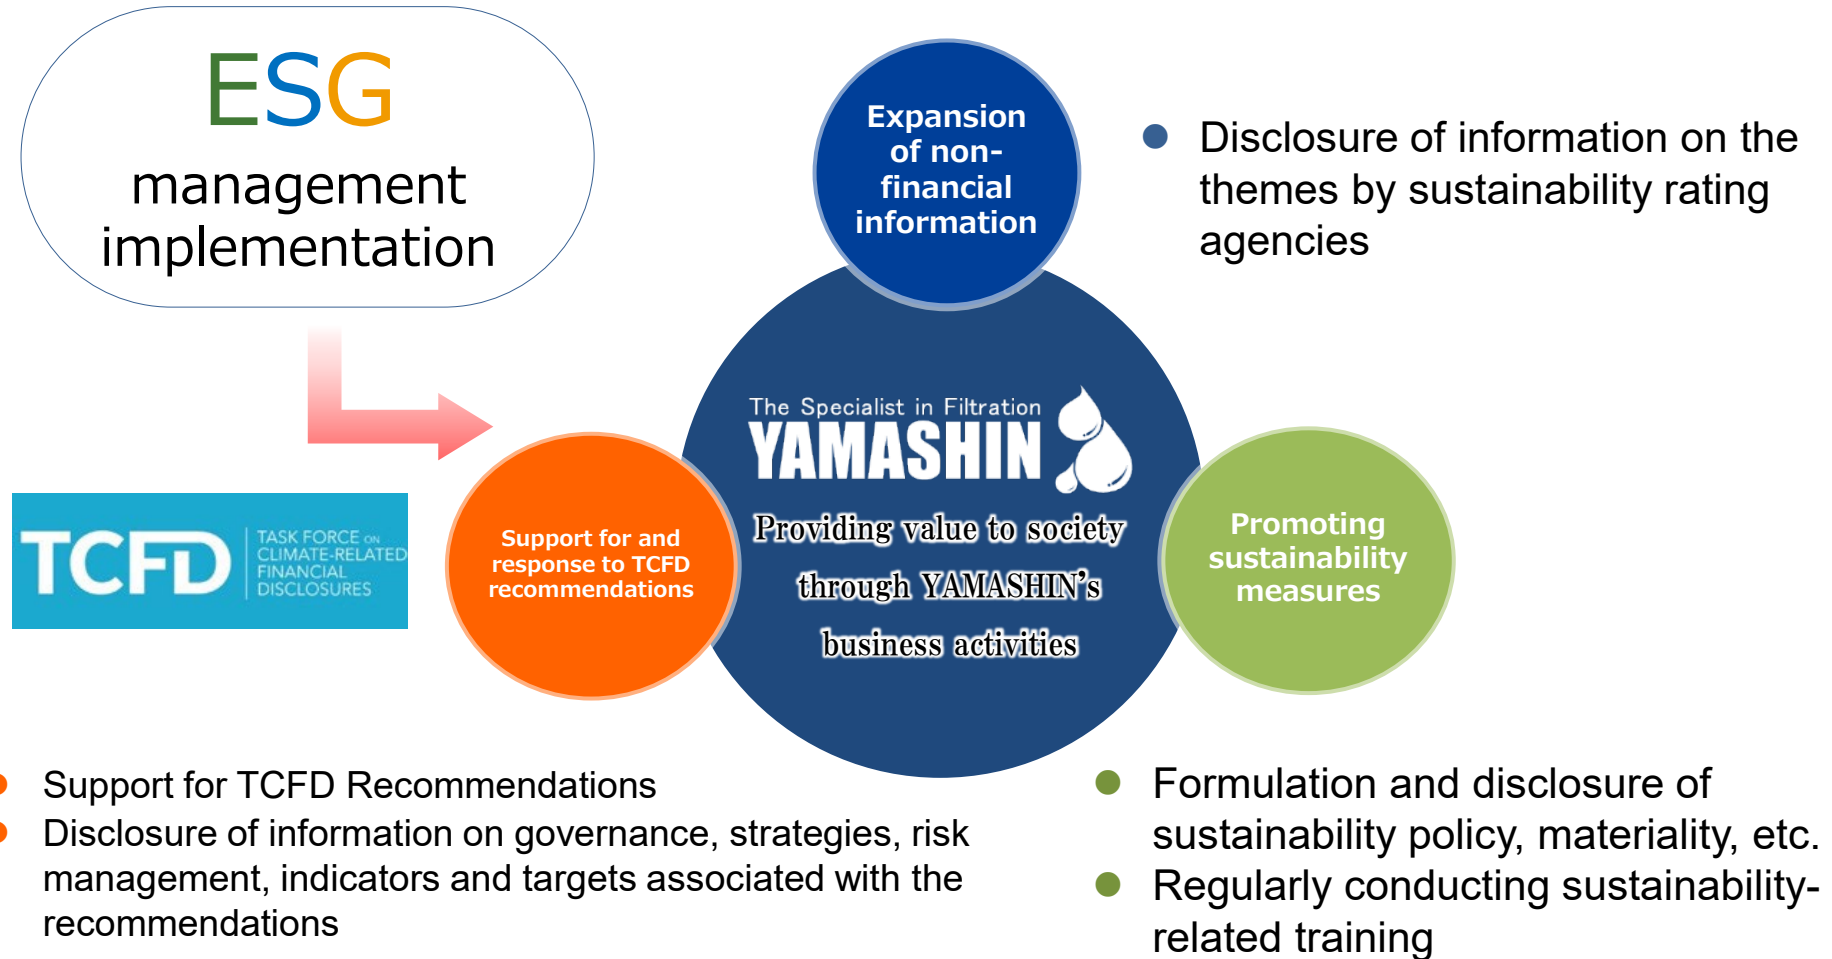 ESG
management
implementation
Expansion
of non-
financial
information
● Disclosure of information on the
themes by sustainability rating
agencies
The Specialist in Filtration
YAMASHIN
Providing value to society
through YAMASHIN's
business activities
TCFD
TASK FORCE ON
CLIMATE-RELATED
FINANCIAL
DISCLOSURES
Support for and
response to TCFD
recommendations
Promoting
sustainability
measures
● Support for TCFD Recommendations
● Disclosure of information on governance, strategies, risk
management, indicators and targets associated with the
recommendations
● Formulation and disclosure of
sustainability policy, materiality, etc.
● Regularly conducting sustainability-
related training